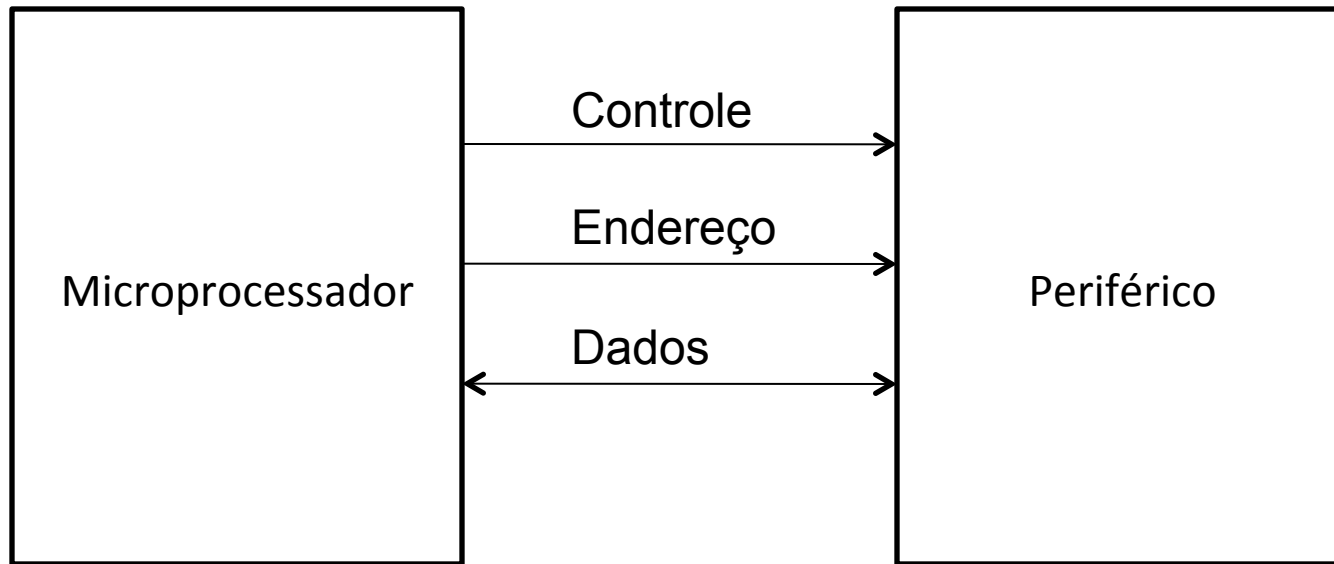 Controle
Endereço
Microprocessador
Periférico
Dados